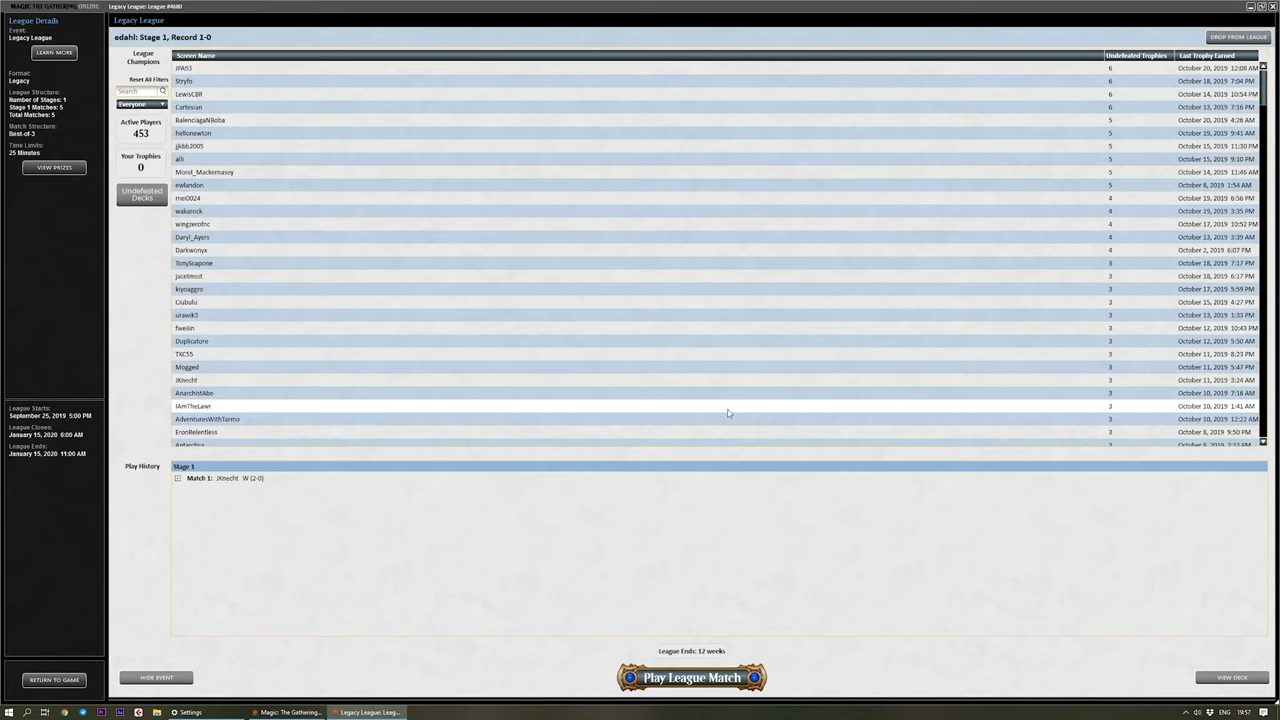 MAGIC: THE GATHERING ONLINE
Legacy League: League #4680
League Details
Event:
Legacy League
LEARN MORE
Format:
Legacy
League Structure:
Number of Stages: 1
Stage 1 Matches: 5
Total Matches: 5
Match Structure:
Best-of-3
Time Limits:
25 Minutes
VIEW PRIZES
League Starts:
September 25, 2019 5:00 PM
League Closes:
January 15, 2020 6:00 AM
League Ends:
January 15, 2020 11:00 AM
RETURN TO GAME
Legacy League
edahl: Stage 1, Record 1-0
DROP FROM LEAGUE
League
Champions
Reset All Filters
Search
Everyone
Active Players
453
Your Trophies
0
Undefeated
Decks
Screen Name Undefeated Trophies Last Trophy Earned
JPA93 6 October 20, 2019 12:08 AM
Stryfo 6 October 18, 2019 7:04 PM
LewisCBR 6 October 14, 2019 10:54 PM
Cartesian 6 October 13, 2019 7:16 PM
BalenciagaNBoba 5 October 20, 2019 4:26 AM
hellonewton 5 October 19, 2019 9:41 AM
jjkbb2005 5 October 15, 2019 11:30 PM
alli 5 October 15, 2019 9:10 PM
Morel_Mackernasey 5 October 14, 2019 11:46 AM
ewlandon 5 October 8, 2019 1:54 AM
mei0024 4 October 19, 2019 6:56 PM
wakarock 4 October 19, 2019 3:35 PM
wingzerofnc 4 October 17, 2019 10:52 PM
Daryl_Ayers 4 October 13, 2019 3:39 AM
Darkwonyx 4 October 2, 2019 6:07 PM
TonyScapone 3 October 18, 2019 7:17 PM
jacetmsst 3 October 18, 2019 6:17 PM
kiyoaggro 3 October 17, 2019 5:59 PM
Ciubulu 3 October 15, 2019 4:27 PM
urawik3 3 October 13, 2019 1:33 PM
fweiiin 3 October 12, 2019 10:43 PM
Duplicatore 3 October 12, 2019 5:50 AM
TKC55 3 October 11, 2019 8:23 PM
Mogged 3 October 11, 2019 5:47 PM
JKnecht 3 October 11, 2019 3:24 AM
AnarchistAbe 3 October 10, 2019 7:16 AM
IAmTheLawr 3 October 10, 2019 1:41 AM
AdventuresWithTarmo 3 October 10, 2019 12:22 AM
EronRelentless 3 October 8, 2019 9:50 PM
Antarctica 3 October 8, 2019 7:32 PM
Play History
Stage 1
Match 1: JKnecht W (2-0)
League Ends: 12 weeks
HIDE EVENT
Play League Match
VIEW DECK
Settings
Magic: The Gathering...
Legacy League: Leag...
ENG
19:57